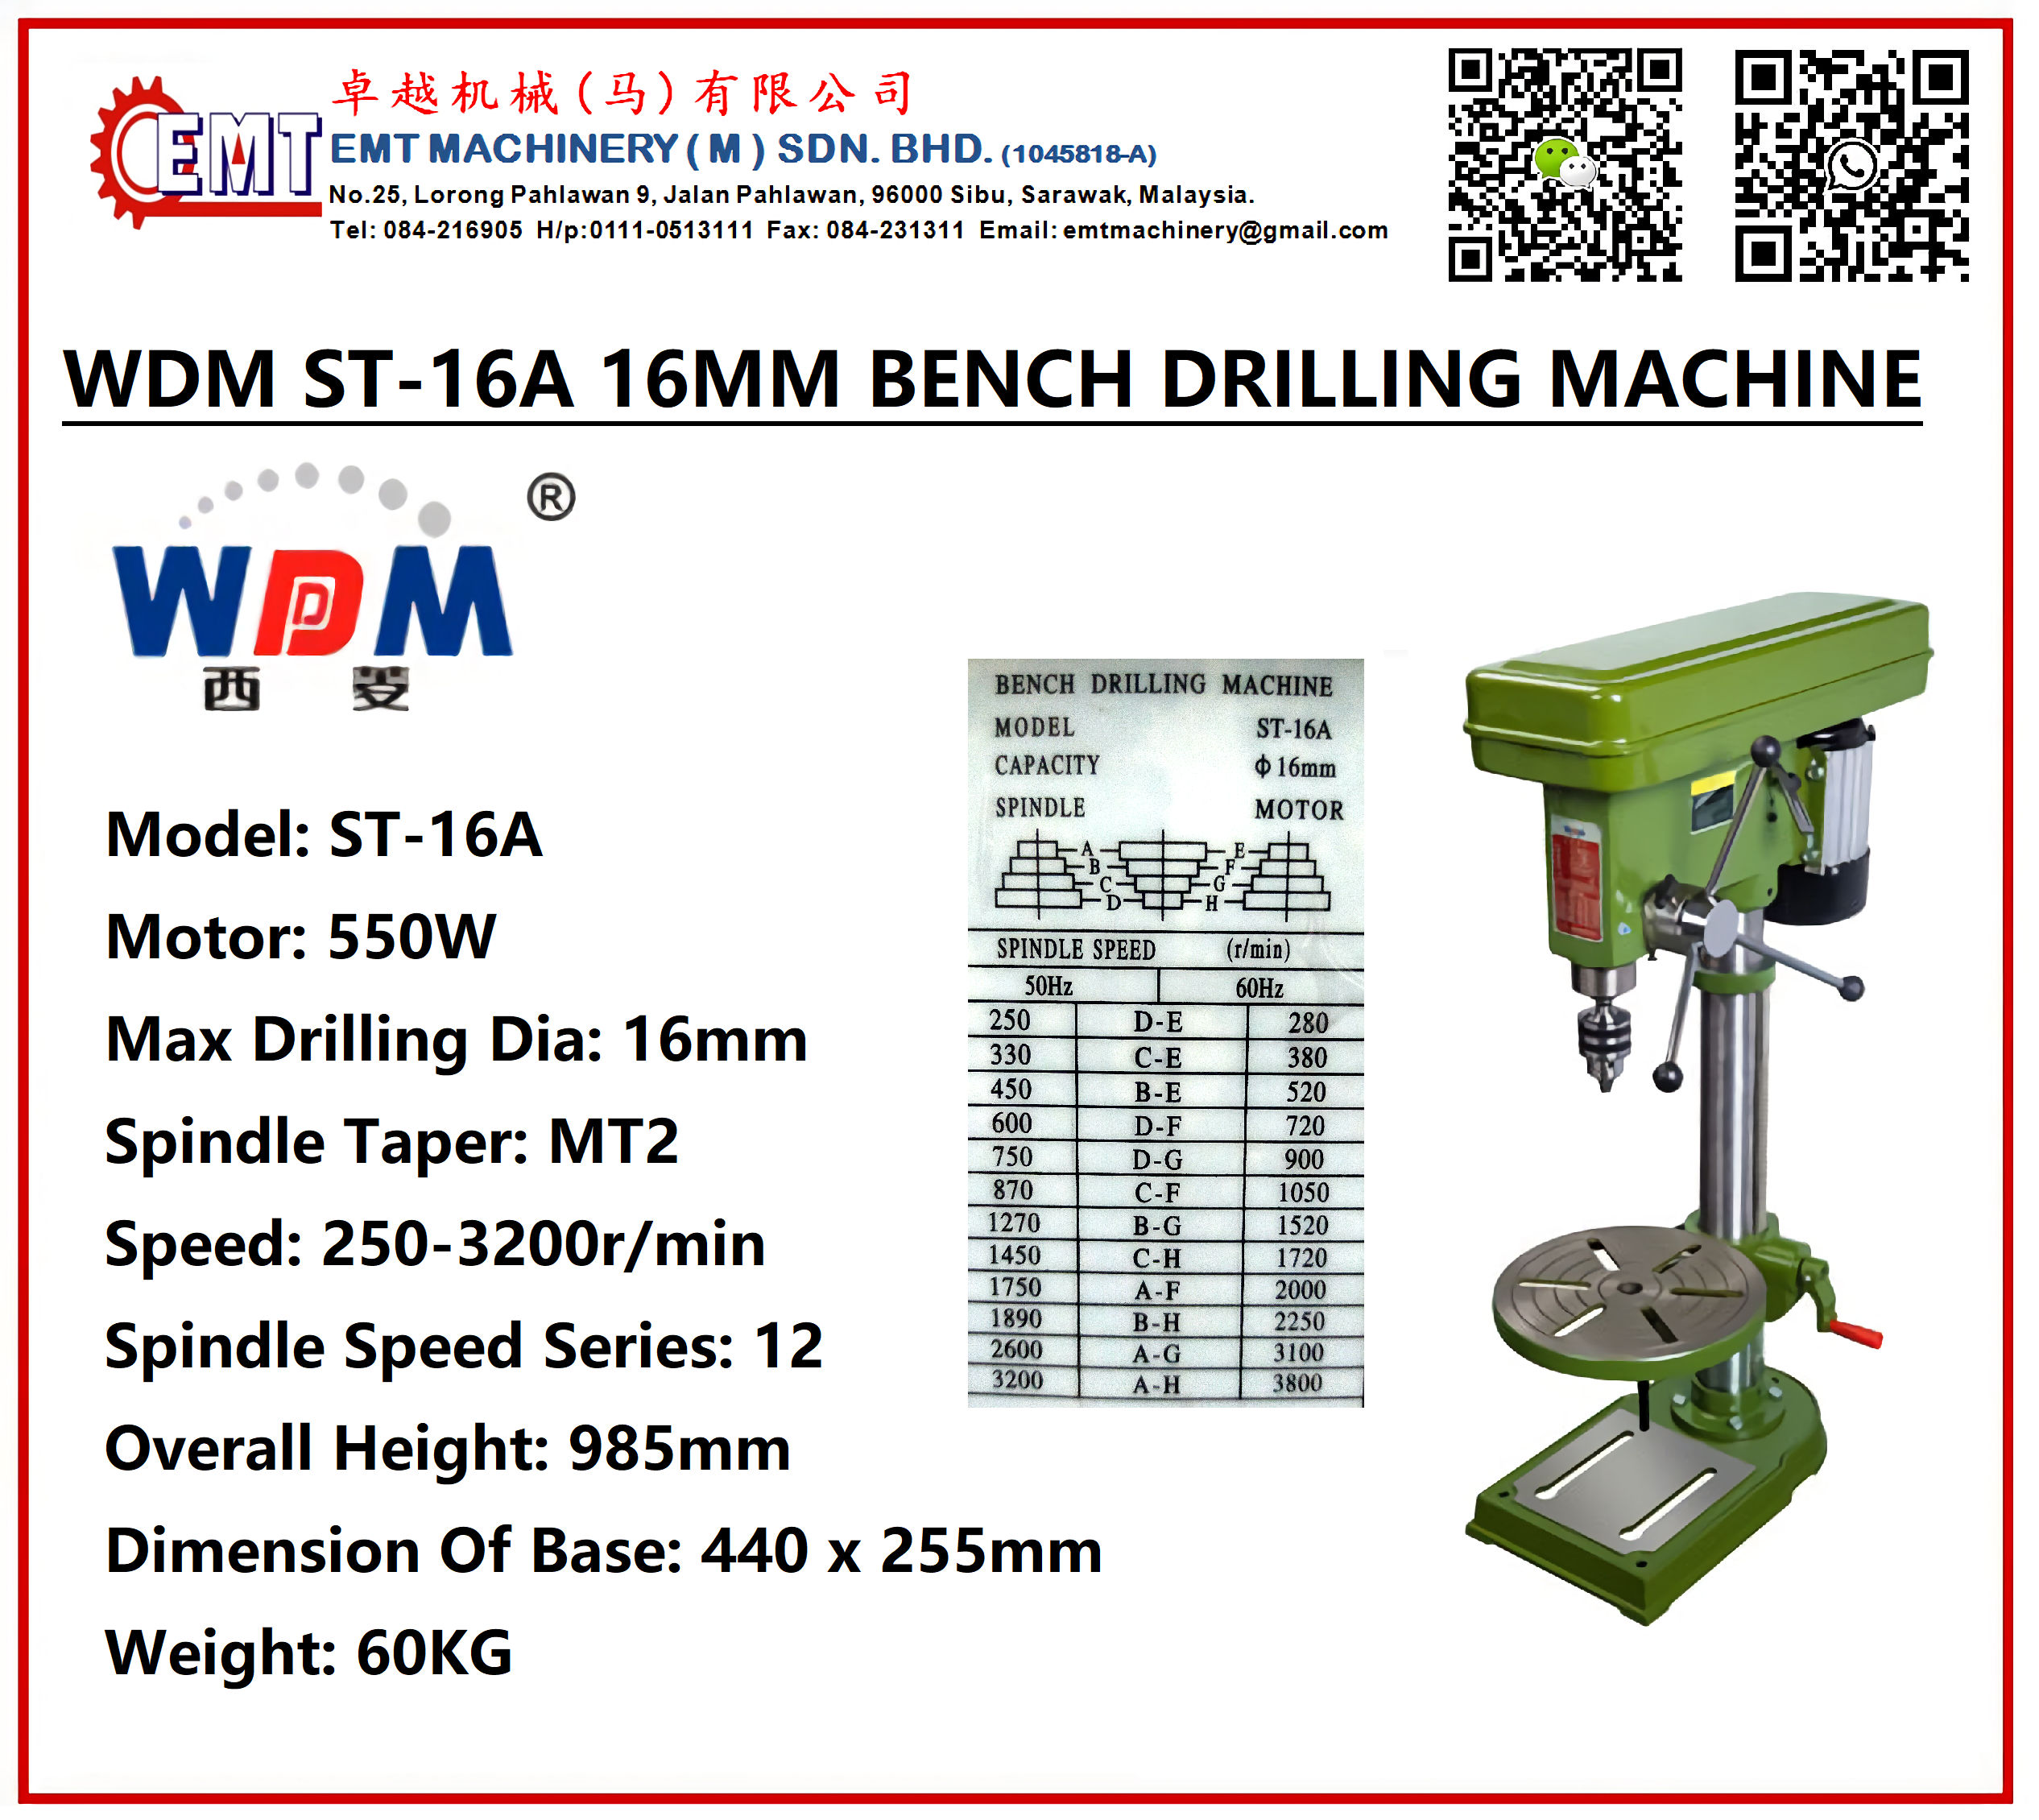 卓越机械(马)有限公司
EMT
EMT MACHINERY ( M ) SDN. BHD. (1045818-A)
No.25, Lorong Pahlawan 9, Jalan Pahlawan, 96000 Sibu, Sarawak, Malaysia.
Tel: 084-216905 H/p:0111-0513111 Fax: 084-231311 Email: emtmachinery@gmail.com
WDM ST-16A 16MM BENCH DRILLING MACHINE
®
WDM
西
Model: ST-16A
Motor: 550W
Max Drilling Dia: 16mm
Spindle Taper: MT2
Speed: 250-3200r/min
Spindle Speed Series: 12
Overall Height: 985mm
Dimension Of Base: 440 x 255mm
Weight: 60KG
BENCH DRILLING MACHINE
MODEL ST-16A
CAPACITY Φ16mm
SPINDLE MOTOR
A E
B F
C G
D H
SPINDLE SPEED (r/min)
50Hz 60Hz
250 D-E 280
330 C-E 380
450 B-E 520
600 D-F 720
750 D-G 900
870 C-F 1050
1270 B-G 1520
1450 C-H 1720
1750 A-F 2000
1890 B-H 2250
2600 A-G 3100
3200 A-H 3800